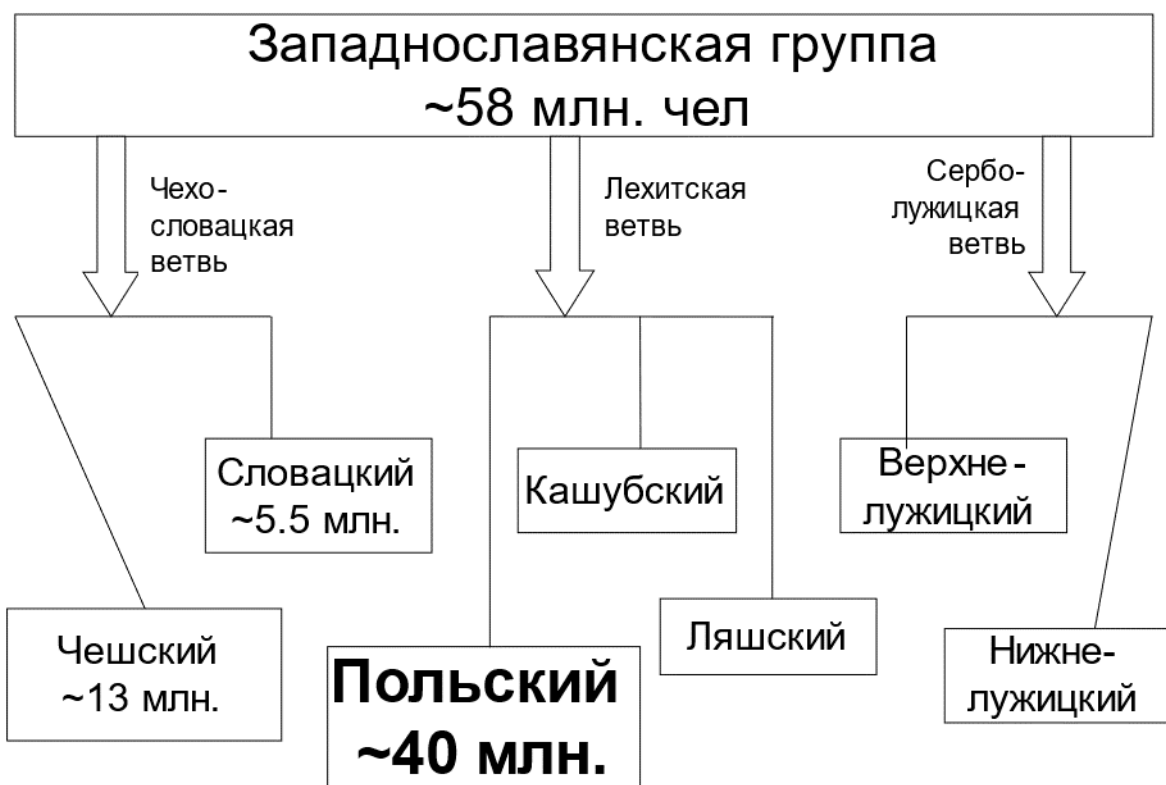 Западнославянская группа
~58 млн. чел
Чехо-
словацкая
ветвь
Лехитская
ветвь
Сербо-
лужицкая
ветвь
Словацкий
~5.5 млн.
Кашубский
Верхне-
лужицкий
Чешский
~13 млн.
Польский
~40 млн.
Ляшский
Нижне-
лужицкий